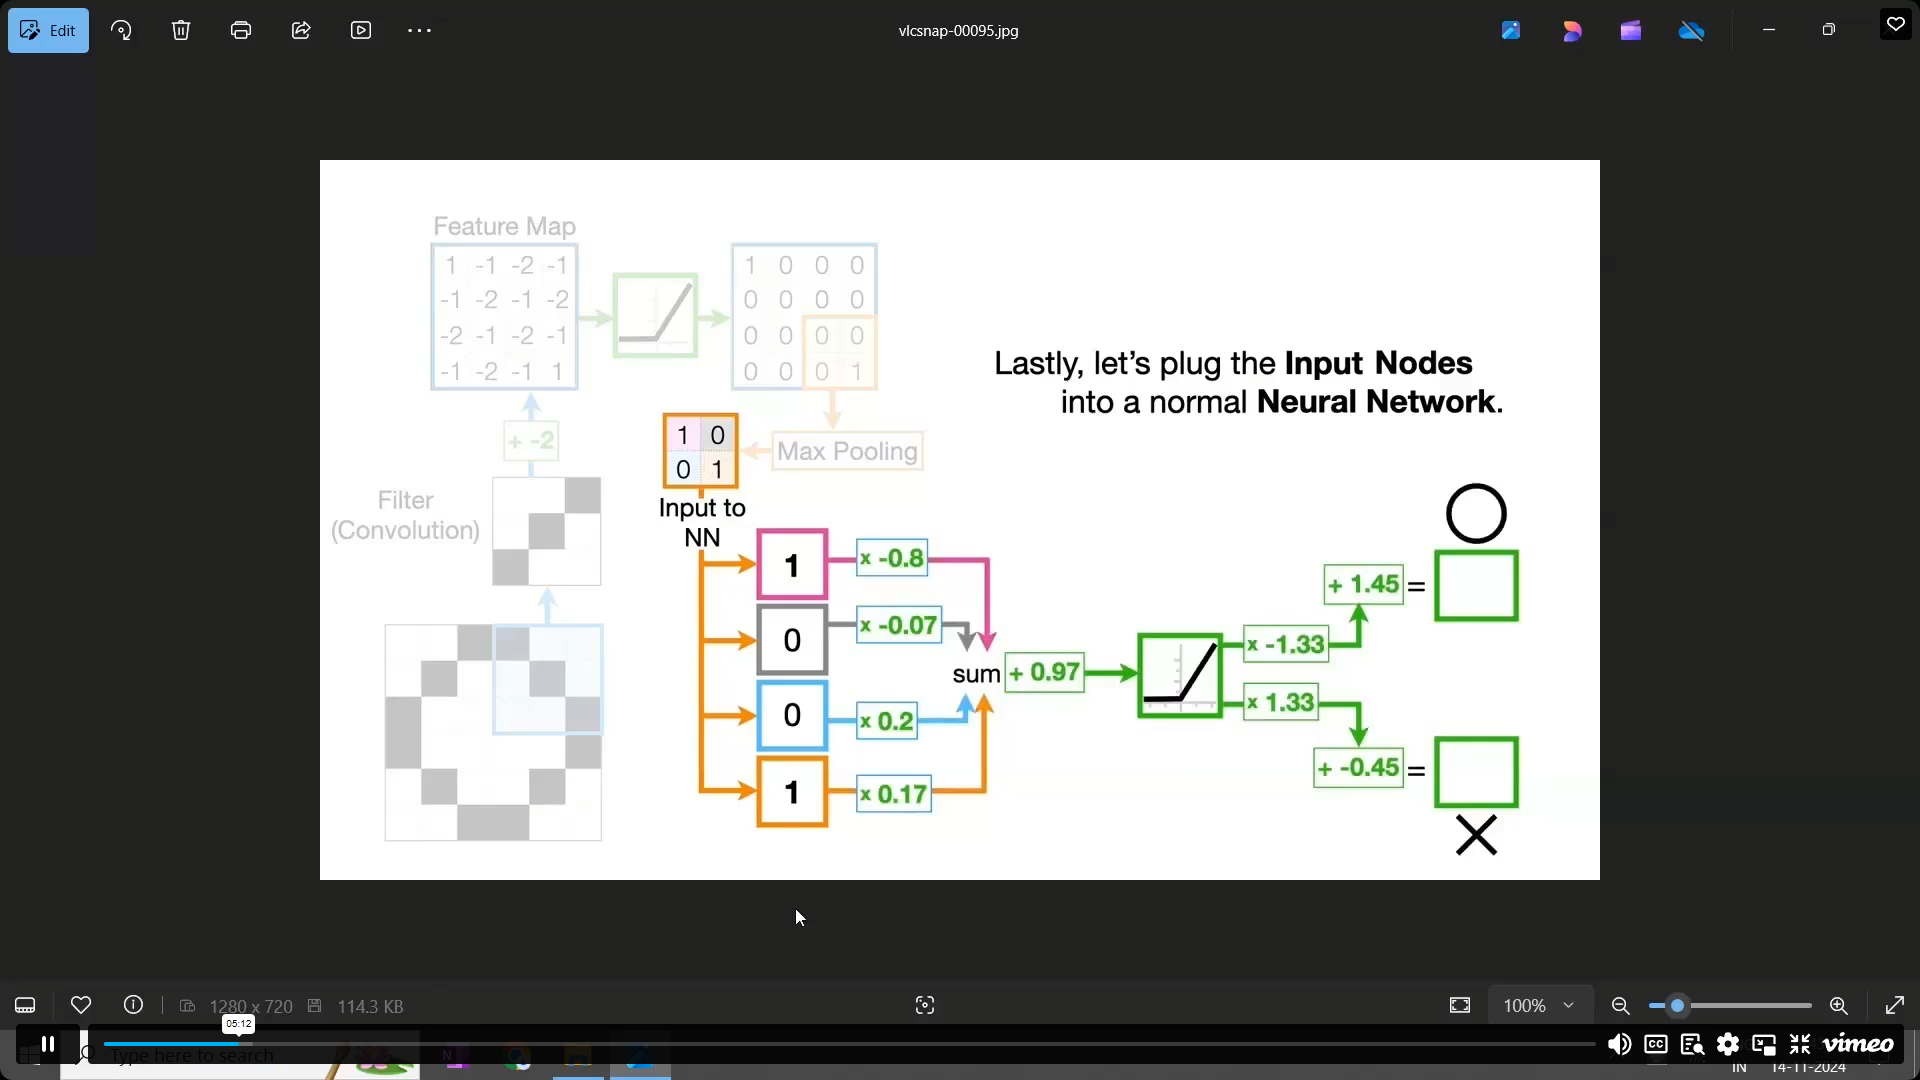 Edit
vlcsnap-00095.jpg
Feature Map
1 -1 -2 -1
-1 -2 -1 -2
-2 -1 -2 -1
-1 -2 -1 1
1 0 0 0
0 0 0 0
0 0 0 0
0 0 0 1
Lastly, let's plug the Input Nodes
into a normal Neural Network.
+ -2
1 0
0 1
Max Pooling
Filter
(Convolution)
Input to
NN
1
x -0.8
0
x -0.07
0
x 0.2
1
x 0.17
sum
+ 0.97
x -1.33
+ 1.45 =
x 1.33
+ -0.45 =
1280 x 720
114.3 KB
100%
05:12
Type here to search
N
CC
vimeo
IN
14-11-2024